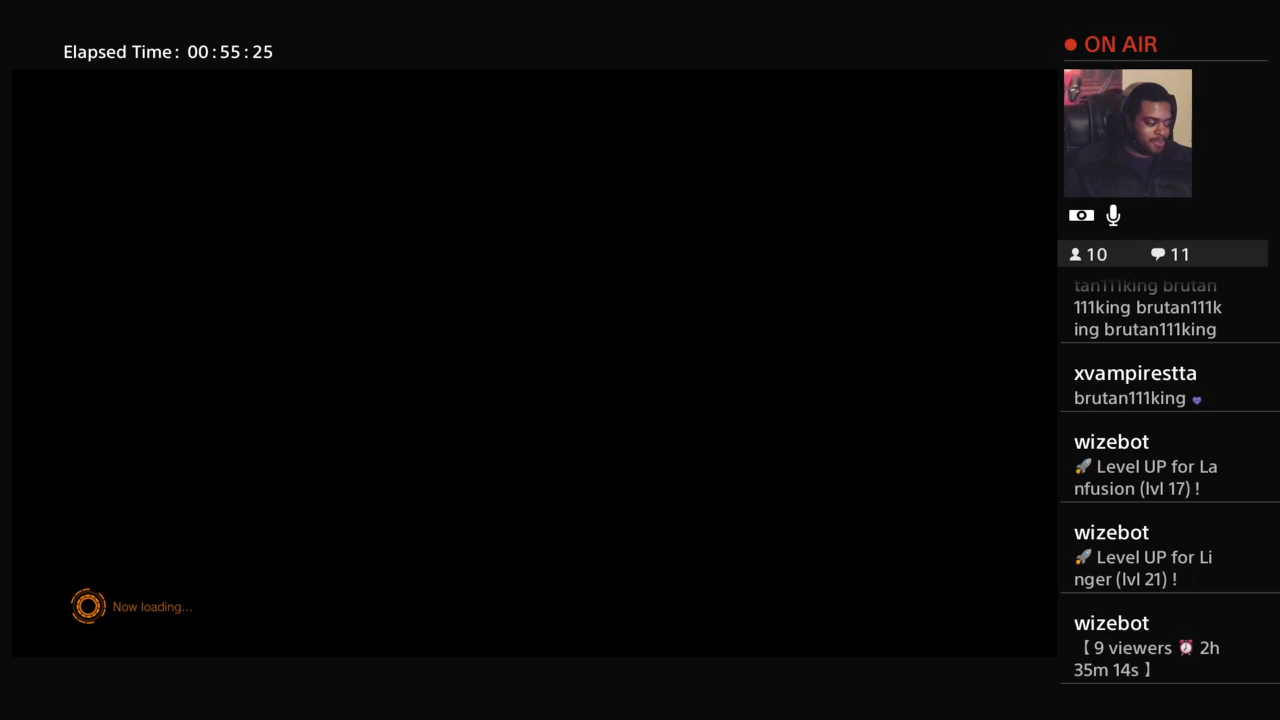 Elapsed Time: 00:55:25
ON AIR
10 11
tan111king brutan
111king brutan111k
ing brutan111king
xvampirestta
brutan111king 💜
wizebot
🚀 Level UP for La
nfusion (lvl 17) !
wizebot
🚀 Level UP for Li
nger (lvl 21) !
wizebot
【 9 viewers ⏰ 2h
35m 14s 】
Now loading...